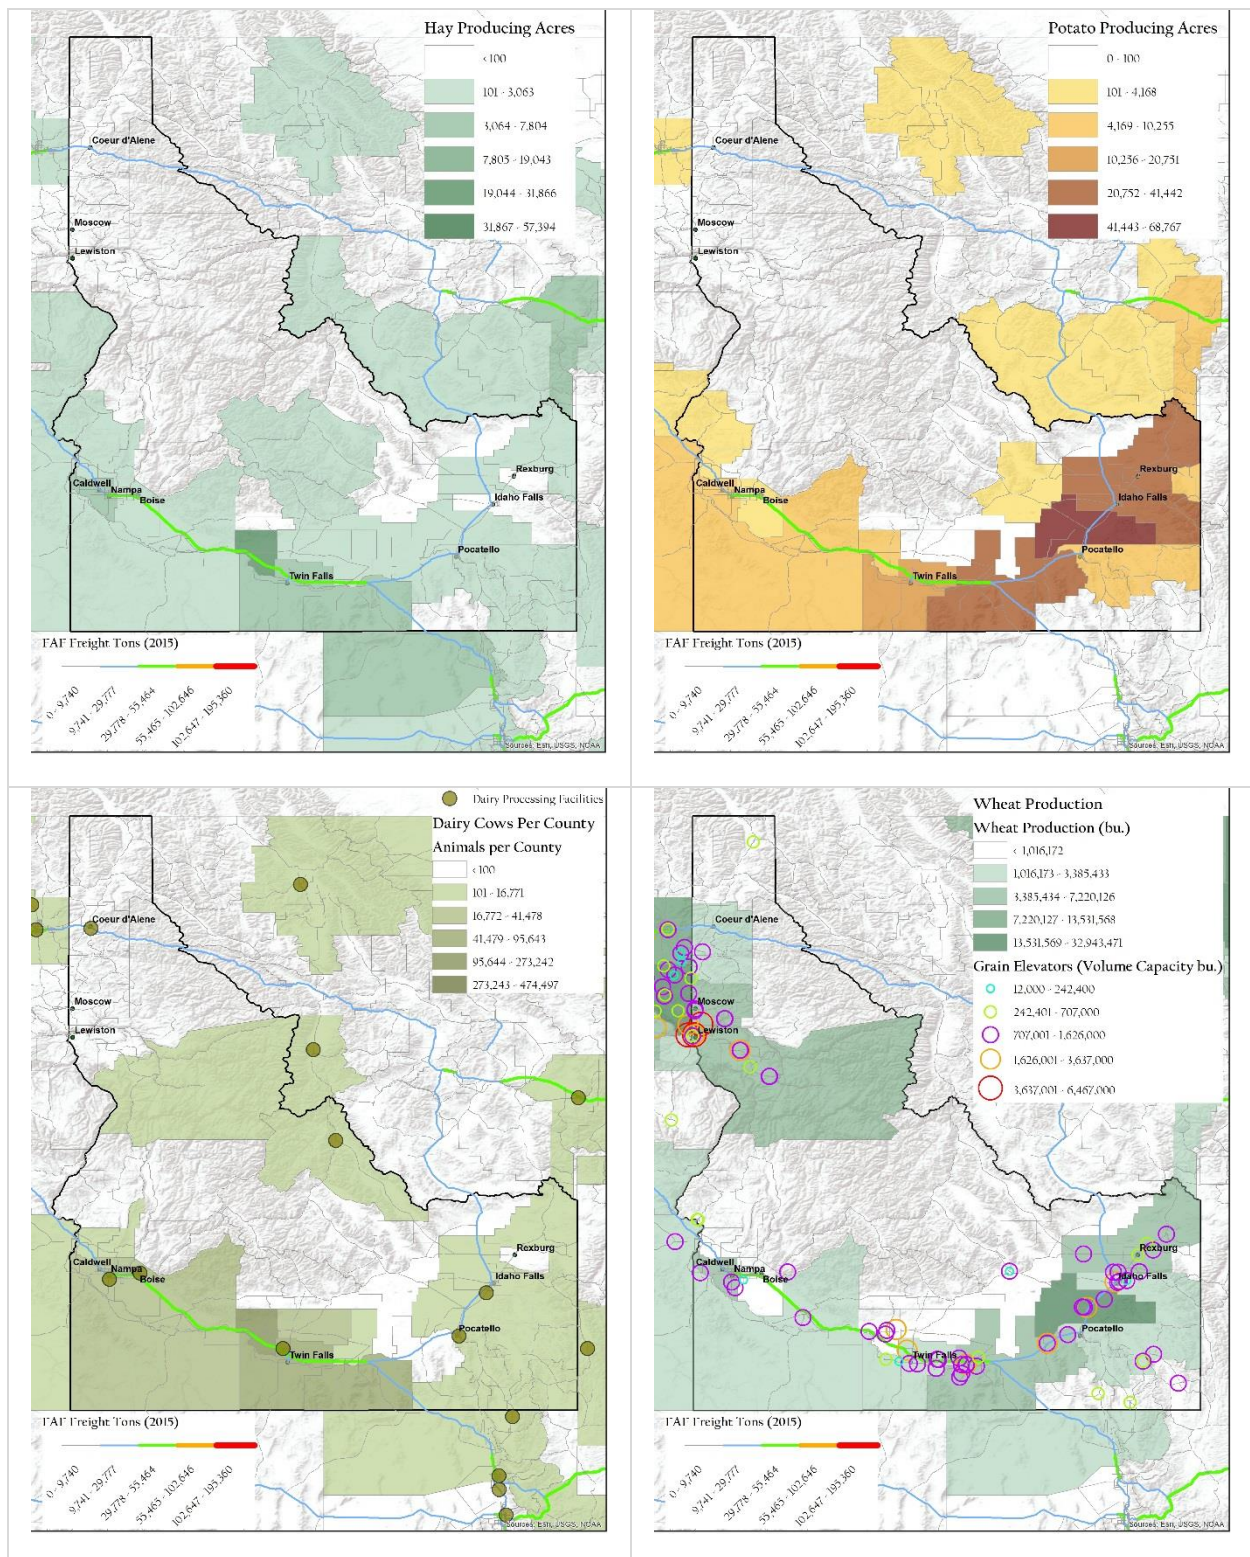 Hay Producing Acres
<100
101 - 3,063
3,064 - 7,804
7,805 - 19,043
19,044 - 31,866
31,867 - 57,394
Coeur d'Alene
Moscow
Lewiston
Rexburg
Caldwell
Nampa
Boise
Idaho Falls
Pocatello
Twin Falls
FAF Freight Tons (2015)
0 - 9,740
9,741 - 29,777
29,778 - 55,464
55,465 - 102,646
102,647 - 195,360
Sources: Esri, USGS, NOAA
Potato Producing Acres
0 - 100
101 - 4,168
4,169 - 10,255
10,256 - 20,751
20,752 - 41,442
41,443 - 68,767
Coeur d'Alene
Moscow
Lewiston
Rexburg
Caldwell
Nampa
Boise
Idaho Falls
Pocatello
Twin Falls
FAF Freight Tons (2015)
0 - 9,740
9,741 - 29,777
29,778 - 55,464
55,465 - 102,646
102,647 - 195,360
Sources: Esri, USGS, NOAA
Dairy Processing Facilities
Dairy Cows Per County
Animals per County
<100
101 - 16,771
16,772 - 41,478
41,479 - 95,643
95,644 - 273,242
273,243 - 474,497
Coeur d'Alene
Moscow
Lewiston
Rexburg
Caldwell
Nampa
Boise
Idaho Falls
Pocatello
Twin Falls
FAF Freight Tons (2015)
0 - 9,740
9,741 - 29,777
29,778 - 55,464
55,465 - 102,646
102,647 - 195,360
Sources: Esri, USGS, NOAA
Wheat Production
Wheat Production (bu.)
< 1,016,172
1,016,173 - 3,385,433
3,385,434 - 7,220,126
7,220,127 - 13,531,568
13,531,569 - 32,943,471
Grain Elevators (Volume Capacity bu.)
12,000 - 242,400
242,401 - 707,000
707,001 - 1,626,000
1,626,001 - 3,637,000
3,637,001 - 6,467,000
Coeur d'Alene
Moscow
Lewiston
Rexburg
Caldwell
Nampa
Boise
Idaho Falls
Pocatello
Twin Falls
FAF Freight Tons (2015)
0 - 9,740
9,741 - 29,777
29,778 - 55,464
55,465 - 102,646
102,647 - 195,360
Sources: Esri, USGS, NOAA